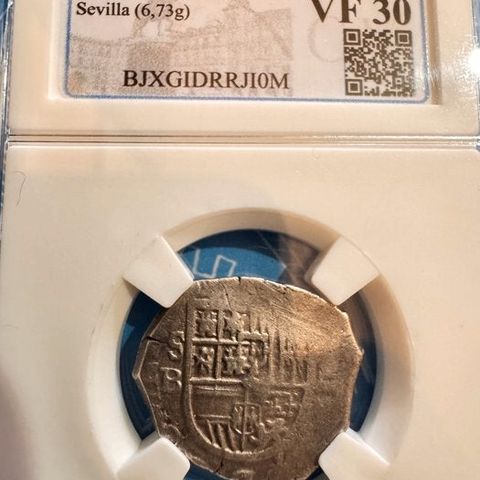 Sevilla (6,73g)
VF 30
BJXGIDRRJI0M
S
B